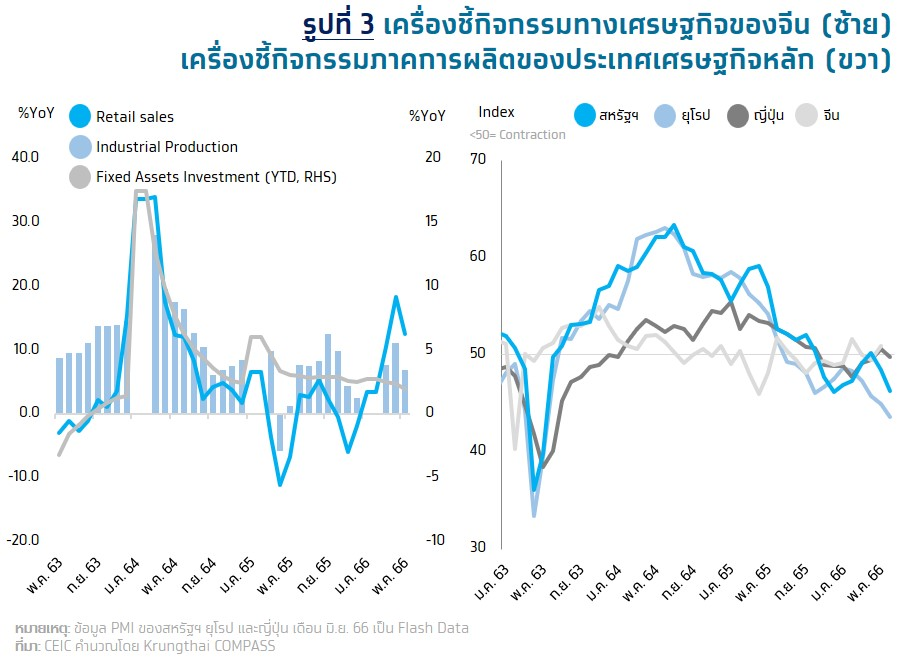 รูปที่ 3 เครื่องชี้กิจกรรมทางเศรษฐกิจของจีน (ซ้าย)
เครื่องชี้กิจกรรมภาคการผลิตของประเทศเศรษฐกิจหลัก (ขวา)
%YoY
Retail sales
Industrial Production
Fixed Assets Investment (YTD, RHS)
%YoY
40.0
30.0
20.0
10.0
0.0
-10.0
-20.0
20
15
10
5
0
-5
-10
พ.ค. 63
ก.ย. 63
ม.ค. 64
พ.ค. 64
ก.ย. 64
ม.ค. 65
พ.ค. 65
ก.ย. 65
ม.ค. 66
พ.ค. 66
Index
<50= Contraction
สหรัฐฯ
ยุโรป
ญี่ปุ่น
จีน
70
60
50
40
30
ม.ค. 63
พ.ค. 63
ก.ย. 63
ม.ค. 64
พ.ค. 64
ก.ย. 64
ม.ค. 65
พ.ค. 65
ก.ย. 65
ม.ค. 66
พ.ค. 66
หมายเหตุ: ข้อมูล PMI ของสหรัฐฯ ยุโรป และญี่ปุ่น เดือน มิ.ย. 66 เป็น Flash Data
ที่มา: CEIC คำนวณโดย Krungthai COMPASS